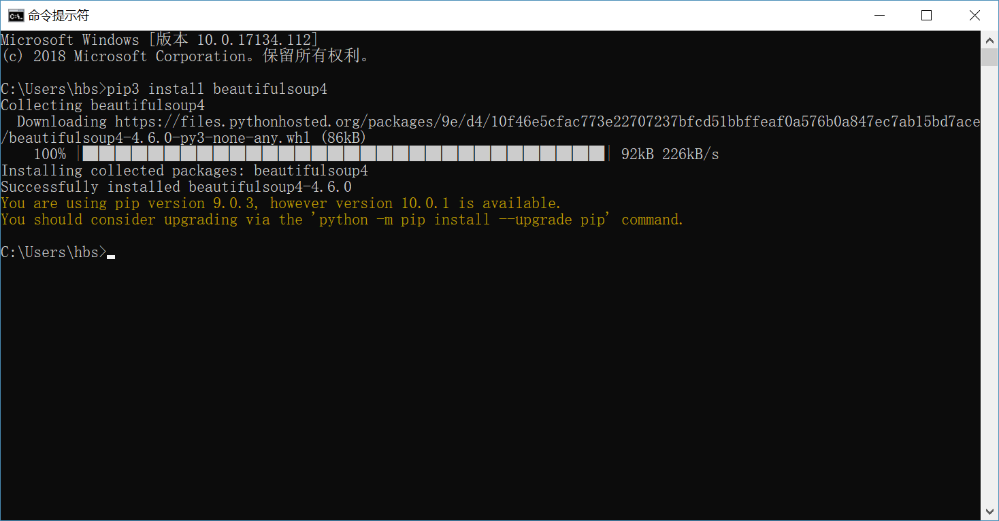 命令提示符
Microsoft Windows [版本 10.0.17134.112]
(c) 2018 Microsoft Corporation。保留所有权利。
C:\Users\hbs>pip3 install beautifulsoup4
Collecting beautifulsoup4
  Downloading https://files.pythonhosted.org/packages/9e/d4/10f46e5cfac773e22707237bfcd51bbffeaf0a576b0a847ec7ab15bd7ace
/beautifulsoup4-4.6.0-py3-none-any.whl (86kB)
    100% |████████████████████████████████| 92kB 226kB/s
Installing collected packages: beautifulsoup4
Successfully installed beautifulsoup4-4.6.0
You are using pip version 9.0.3, however version 10.0.1 is available.
You should consider upgrading via the 'python -m pip install --upgrade pip' command.
C:\Users\hbs>